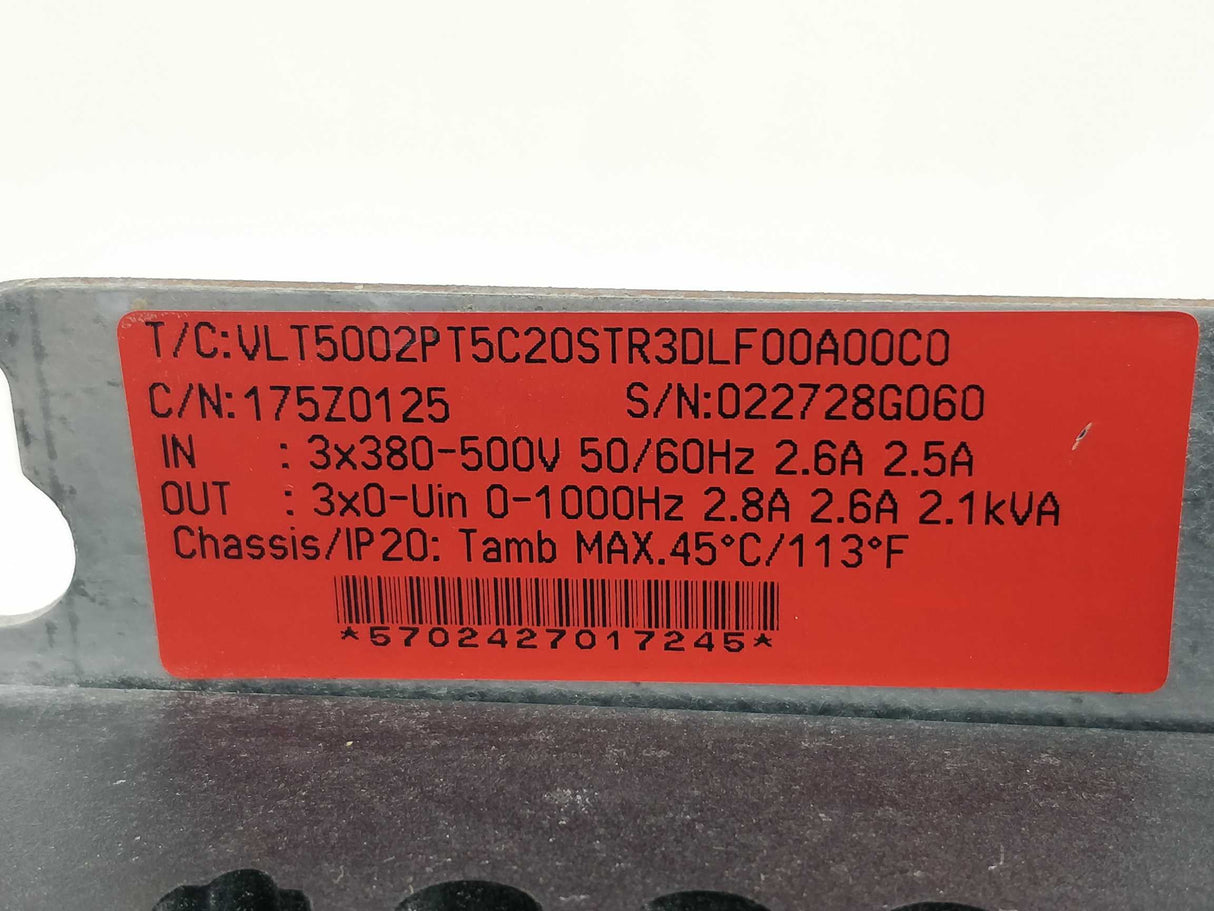 T/C:VLT5002PT5C20STR3DLF00A00C0
C/N:175Z0125 S/N:022728G060
IN : 3x380-500V 50/60Hz 2.6A 2.5A
OUT : 3x0-Uin 0-1000Hz 2.8A 2.6A 2.1kVA
Chassis/IP20: Tamb MAX.45°C/113°F
*5702427017245*